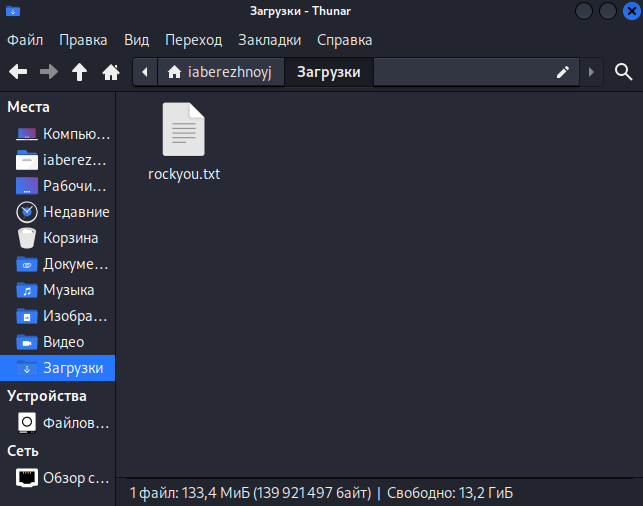 Загрузки - Thunar
Файл Правка Вид Переход Закладки Справка
iaberezhnoyj Загрузки
Места
Компью...
iaberez...
Рабочи...
Недавние
Корзина
Докуме...
Музыка
Изобра...
Видео
Загрузки
Устройства
Файлов...
Сеть
Обзор с...
rockyou.txt
1 файл: 133,4 МиБ (139 921 497 байт) | Свободно: 13,2 ГиБ